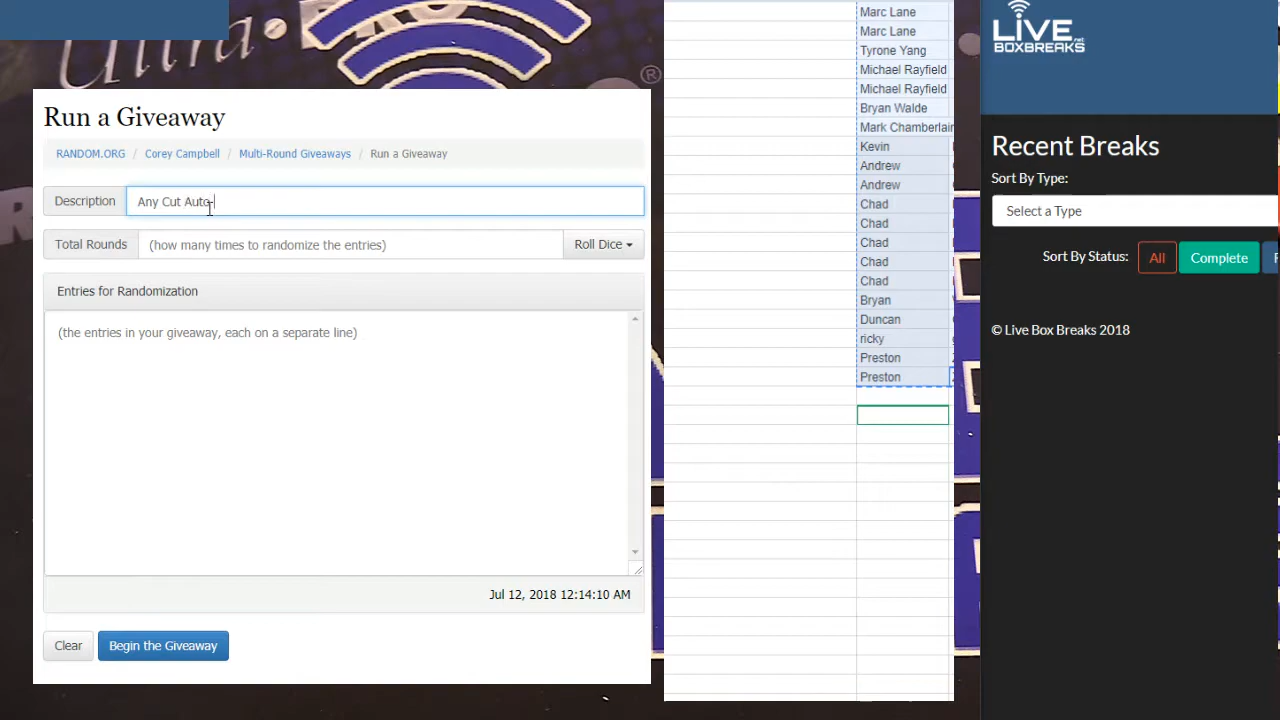 Ultra PRO
®
Run a Giveaway
RANDOM.ORG / Corey Campbell / Multi-Round Giveaways / Run a Giveaway
Description Any Cut Auto
Total Rounds (how many times to randomize the entries) Roll Dice
Entries for Randomization
(the entries in your giveaway, each on a separate line)
Jul 12, 2018 12:14:10 AM
Clear Begin the Giveaway
Marc Lane
Marc Lane
Tyrone Yang
Michael Rayfield
Michael Rayfield
Bryan Walde
Mark Chamberlain
Kevin
Andrew
Andrew
Chad
Chad
Chad
Chad
Chad
Bryan
Duncan
ricky
Preston
Preston
LIVE.net
BOXBREAKS
Recent Breaks
Sort By Type:
Select a Type
Sort By Status: All Complete
© Live Box Breaks 2018